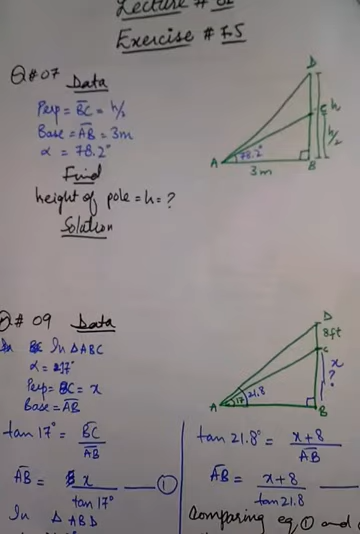 Lecture # 02
Exercise # 7.5
Q#07 Data
Perp = BC = h/2
Base = AB = 3m
α = 78.2°
Find
height of pole = h = ?
Solution
D
C
h
h/2
A
78.2°
3m
B
Q# 09 Data
In ΔABC
α = 17°
Perp = BC = x
Base = AB
D
8ft
C
x
?
A
17
21.8
B
tan 17° = BC / AB
AB = x / tan 17° — ①
In Δ ABD
tan 21.8° = x+8 / AB
AB = x+8 / tan 21.8 —
Comparing eq ① and